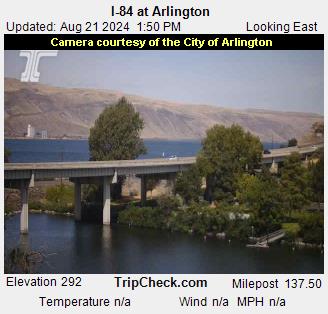 I-84 at Arlington
Updated: Aug 21 2024 1:50 PM Looking East
Camera courtesy of the City of Arlington
Elevation 292 TripCheck.com Milepost 137.50
Temperature n/a Wind n/a MPH n/a